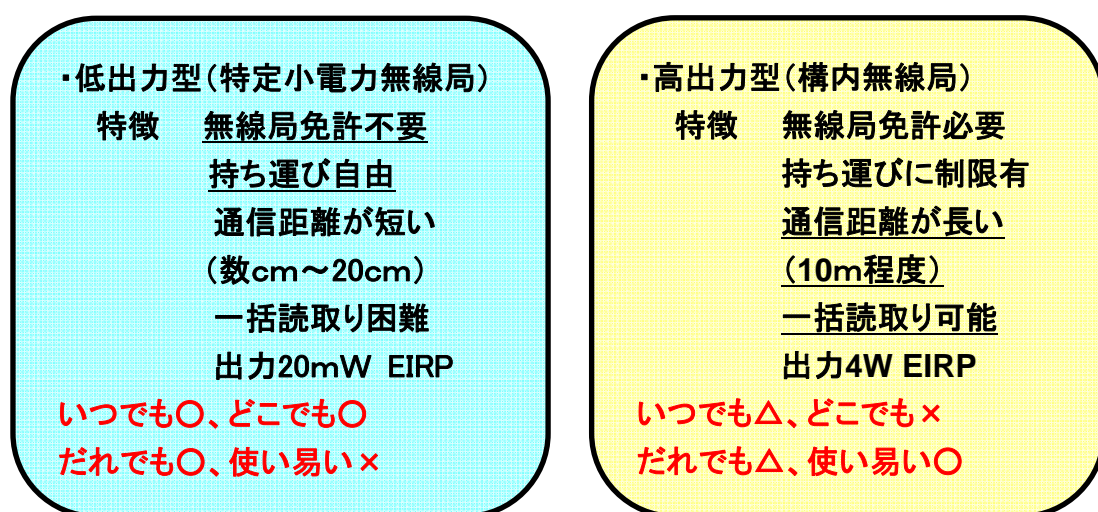 ・低出力型(特定小電力無線局)
特徴 無線局免許不要
持ち運び自由
通信距離が短い
(数cm～20cm)
一括読取り困難
出力20mW EIRP
いつでも○、どこでも○
だれでも○、使い易い×
・高出力型(構内無線局)
特徴 無線局免許必要
持ち運びに制限有
通信距離が長い
(10m程度)
一括読取り可能
出力4W EIRP
いつでも△、どこでも×
だれでも△、使い易い○